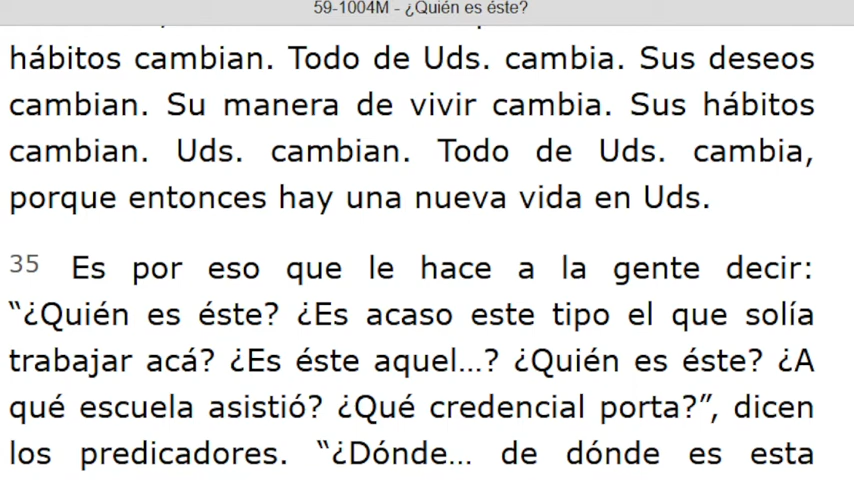 59-1004M - ¿Quién es éste?
hábitos cambian. Todo de Uds. cambia. Sus deseos
cambian. Su manera de vivir cambia. Sus hábitos
cambian. Uds. cambian. Todo de Uds. cambia,
porque entonces hay una nueva vida en Uds.
35 Es por eso que le hace a la gente decir:
“¿Quién es éste? ¿Es acaso este tipo el que solía
trabajar acá? ¿Es éste aquel…? ¿Quién es éste? ¿A
qué escuela asistió? ¿Qué credencial porta?”, dicen
los predicadores. “¿Dónde… de dónde es esta